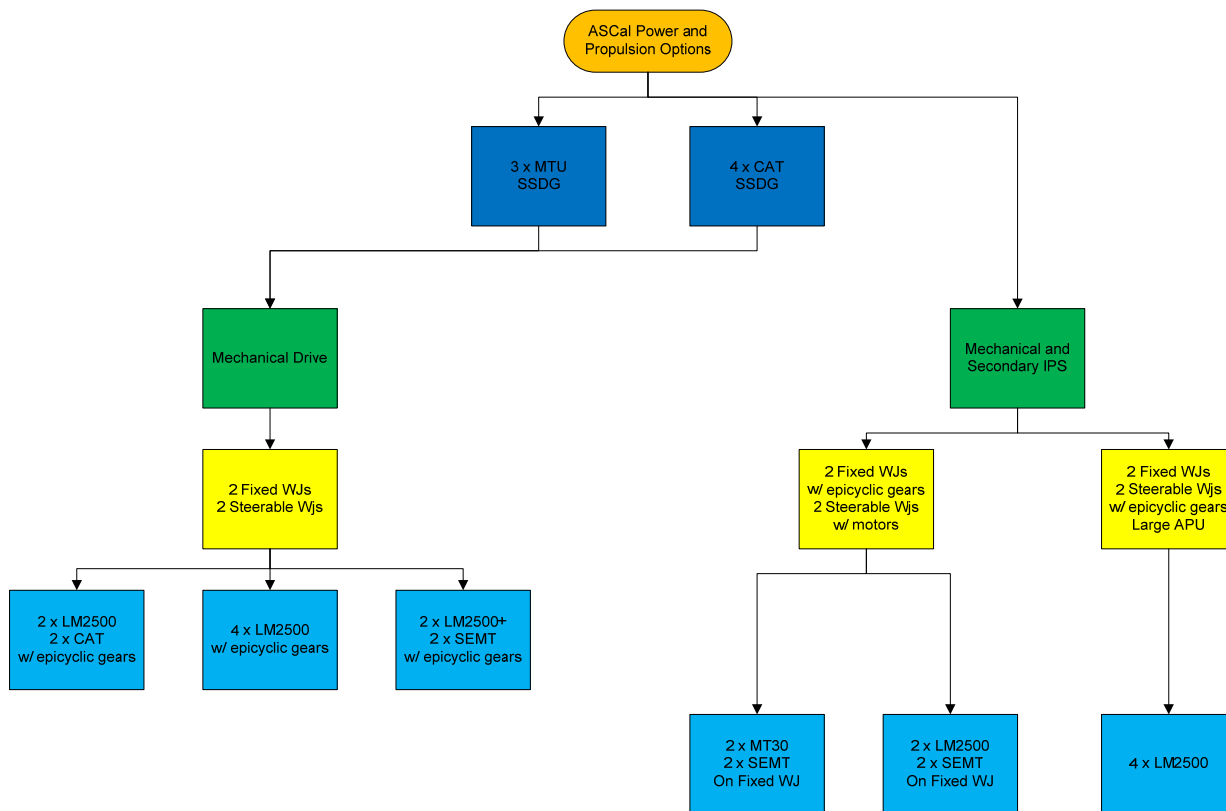 ASCal Power and
Propulsion Options
3 x MTU
SSDG
4 x CAT
SSDG
Mechanical Drive
Mechanical and
Secondary IPS
2 Fixed WJs
2 Steerable Wjs
2 Fixed WJs
w/ epicyclic gears
2 Steerable Wjs
w/ motors
2 Fixed WJs
2 Steerable Wjs
w/ epicyclic gears
Large APU
2 x LM2500
2 x CAT
w/ epicyclic gears
4 x LM2500
w/ epicyclic gears
2 x LM2500+
2 x SEMT
w/ epicyclic gears
2 x MT30
2 x SEMT
On Fixed WJ
2 x LM2500
2 x SEMT
On Fixed WJ
4 x LM2500